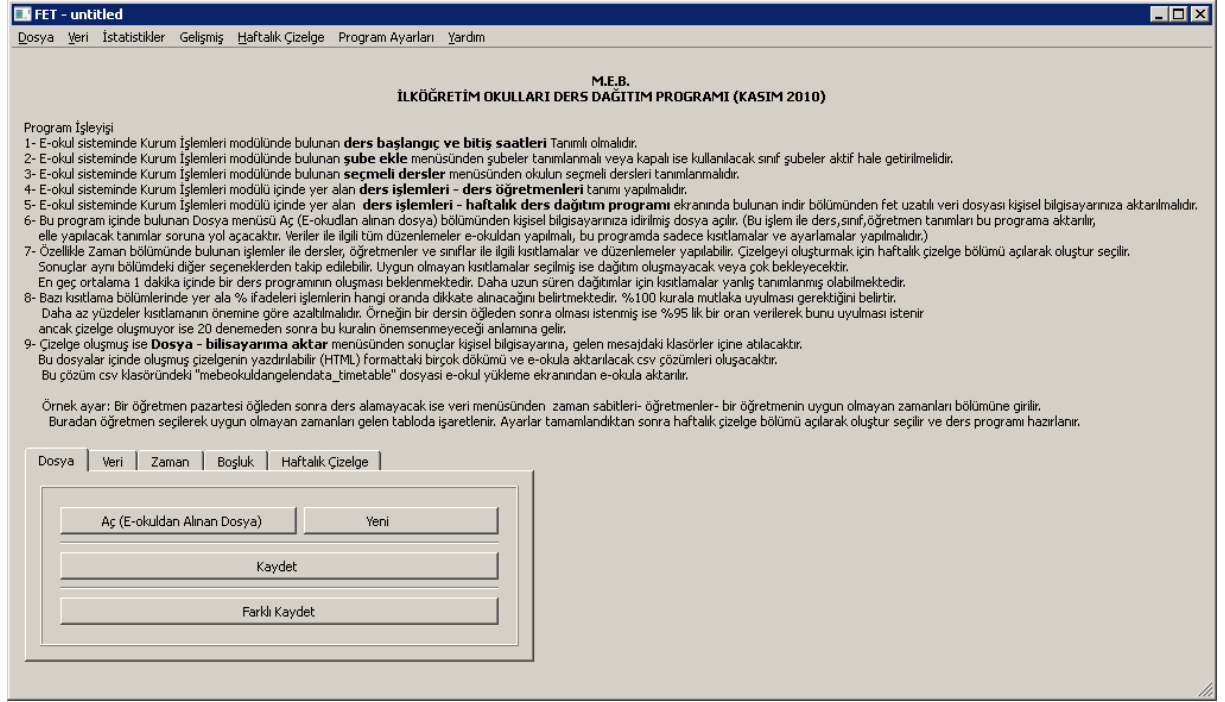 FET - untitled
Dosya Veri İstatistikler Gelişmiş Haftalık Çizelge Program Ayarları Yardım
M.E.B.
İLKÖĞRETİM OKULLARI DERS DAĞITIM PROGRAMI (KASIM 2010)
Program İşleyişi
1- E-okul sisteminde Kurum İşlemleri modülünde bulunan ders başlangıç ve bitiş saatleri Tanımlı olmalıdır.
2- E-okul sisteminde Kurum İşlemleri modülünde bulunan şube ekle menüsünden şubeler tanımlanmalı veya kapalı ise kullanılacak sınıf şubeler aktif hale getirilmelidir.
3- E-okul sisteminde Kurum İşlemleri modülünde bulunan seçmeli dersler menüsünden okulun seçmeli dersleri tanımlanmalıdır.
4- E-okul sisteminde Kurum İşlemleri modülü içinde yer alan ders işlemleri - ders öğretmenleri tanımı yapılmalıdır.
5- E-okul sisteminde Kurum İşlemleri modülü içinde yer alan ders işlemleri - haftalık ders dağıtım programı ekranında bulunan indir bölümünden fet uzatılı veri dosyası kişisel bilgisayarınıza aktarılmalıdır.
6- Bu program içinde bulunan Dosya menüsü Aç (E-okudlan alınan dosya) bölümünden kişisel bilgisayarınıza idirilmiş dosya açılır. (Bu işlem ile ders,sınıf,öğretmen tanımları bu programa aktarılır,
elle yapılacak tanımlar soruna yol açacaktır. Veriler ile ilgili tüm düzenlemeler e-okuldan yapılmalı, bu programda sadece kısıtlamalar ve ayarlamalar yapılmalıdır.)
7- Özellikle Zaman bölümünde bulunan işlemler ile dersler, öğretmenler ve sınıflar ile ilgili kısıtlamalar ve düzenlemeler yapılabilir. Çizelgeyi oluşturmak için haftalık çizelge bölümü açılarak oluştur seçilir.
Sonuçlar aynı bölümdeki diğer seçeneklerden takip edilebilir. Uygun olmayan kısıtlamalar seçilmiş ise dağıtım oluşmayacak veya çok bekleyecektir.
En geç ortalama 1 dakika içinde bir ders programının oluşması beklenmektedir. Daha uzun süren dağıtımlar için kısıtlamalar yanlış tanımlanmış olabilmektedir.
8- Bazı kısıtlama bölümlerinde yer ala % ifadeleri işlemlerin hangi oranda dikkate alınacağını belirtmektedir. %100 kurala mutlaka uyulması gerektiğini belirtir.
Daha az yüzdeler kısıtlamanın önemine göre azaltılmalıdır. Örneğin bir dersin öğleden sonra olması istenmiş ise %95 lik bir oran verilerek bunu uyulması istenir
ancak çizelge oluşmuyor ise 20 denemeden sonra bu kuralın önemsenmeyeceği anlamına gelir.
9- Çizelge oluşmuş ise Dosya - bilisayarıma aktar menüsünden sonuçlar kişisel bilgisayarına, gelen mesajdaki klasörler içine atılacaktır.
Bu dosyalar içinde oluşmuş çizelgenin yazdırılabilir (HTML) formattaki birçok dökümü ve e-okula aktarılacak csv çözümleri oluşacaktır.
Bu çözüm csv klasöründeki "mebeokuldangelendata_timetable" dosyasi e-okul yükleme ekranından e-okula aktarılır.
Örnek ayar: Bir öğretmen pazartesi öğleden sonra ders alamayacak ise veri menüsünden zaman sabitleri- öğretmenler- bir öğretmenin uygun olmayan zamanları bölümüne girilir.
Buradan öğretmen seçilerek uygun olmayan zamanları gelen tabloda işaretlenir. Ayarlar tamamlandıktan sonra haftalık çizelge bölümü açılarak oluştur seçilir ve ders programı hazırlanır.
Dosya Veri Zaman Boşluk Haftalık Çizelge
Aç (E-okuldan Alınan Dosya) Yeni
Kaydet
Farklı Kaydet